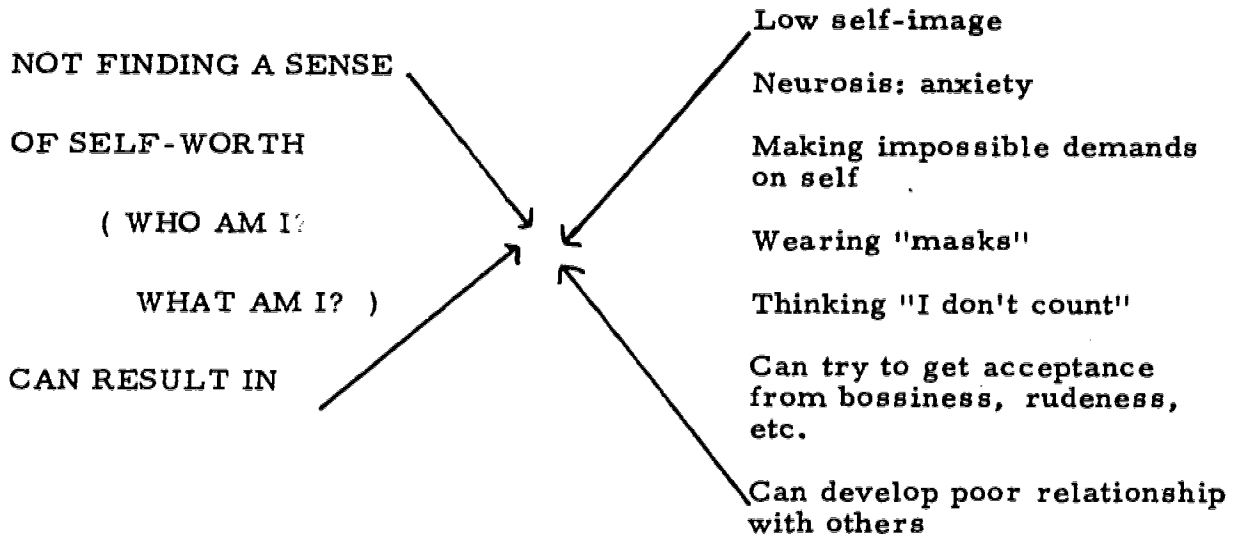 NOT FINDING A SENSE
OF SELF-WORTH
( WHO AM I?
WHAT AM I? )
CAN RESULT IN
Low self-image
Neurosis: anxiety
Making impossible demands
on self
Wearing "masks"
Thinking "I don't count"
Can try to get acceptance
from bossiness, rudeness,
etc.
Can develop poor relationship
with others